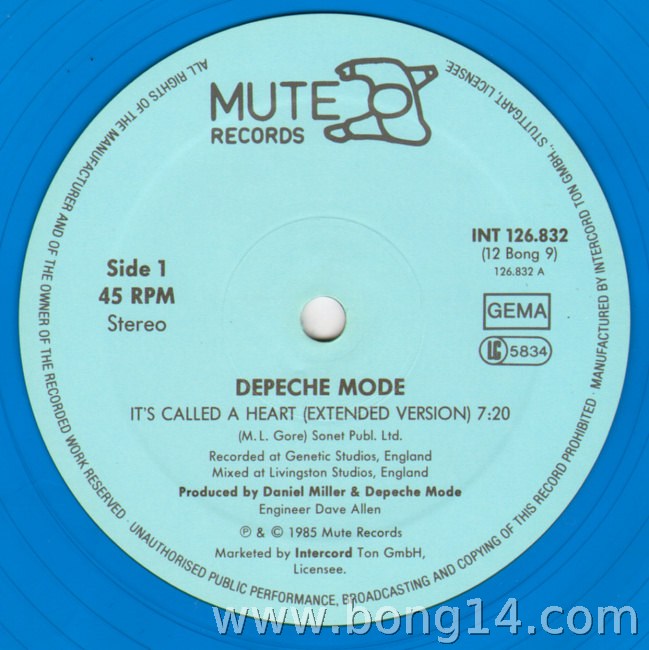 MUTE
RECORDS
Side 1
45 RPM
Stereo
INT 126.832
(12 Bong 9)
126.832 A
GEMA
LC 5834
DEPECHE MODE
IT'S CALLED A HEART (EXTENDED VERSION) 7:20
(M. L. Gore) Sonet Publ. Ltd.
Recorded at Genetic Studios, England
Mixed at Livingston Studios, England
Produced by Daniel Miller & Depeche Mode
Engineer Dave Allen
℗ & © 1985 Mute Records
Marketed by Intercord Ton GmbH,
Licensee.
ALL RIGHTS OF THE MANUFACTURER AND OF THE OWNER OF THE RECORDED WORK RESERVED · UNAUTHORISED PUBLIC PERFORMANCE, BROADCASTING AND COPYING OF THIS RECORD PROHIBITED · MANUFACTURED BY INTERCORD TON GMBH, STUTTGART, LICENSEE.
www.bong14.com